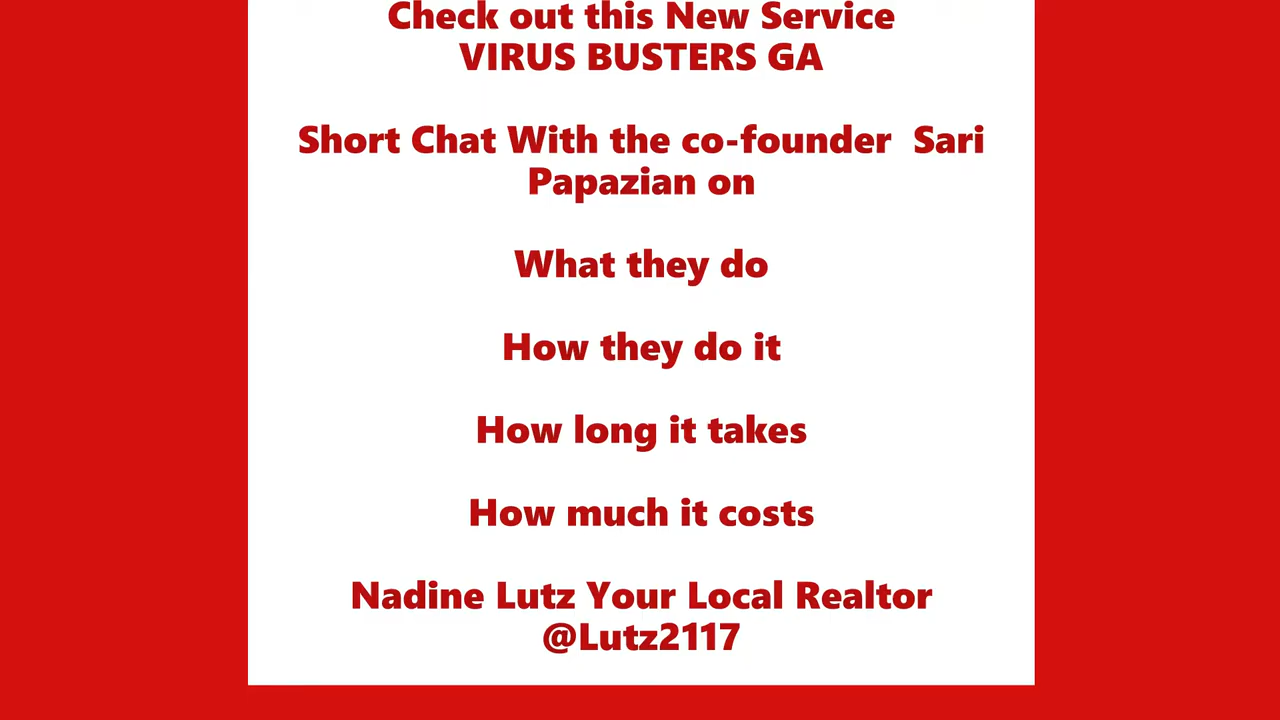 Check out this New Service
VIRUS BUSTERS GA
Short Chat With the co-founder  Sari
Papazian on
What they do
How they do it
How long it takes
How much it costs
Nadine Lutz Your Local Realtor
@Lutz2117